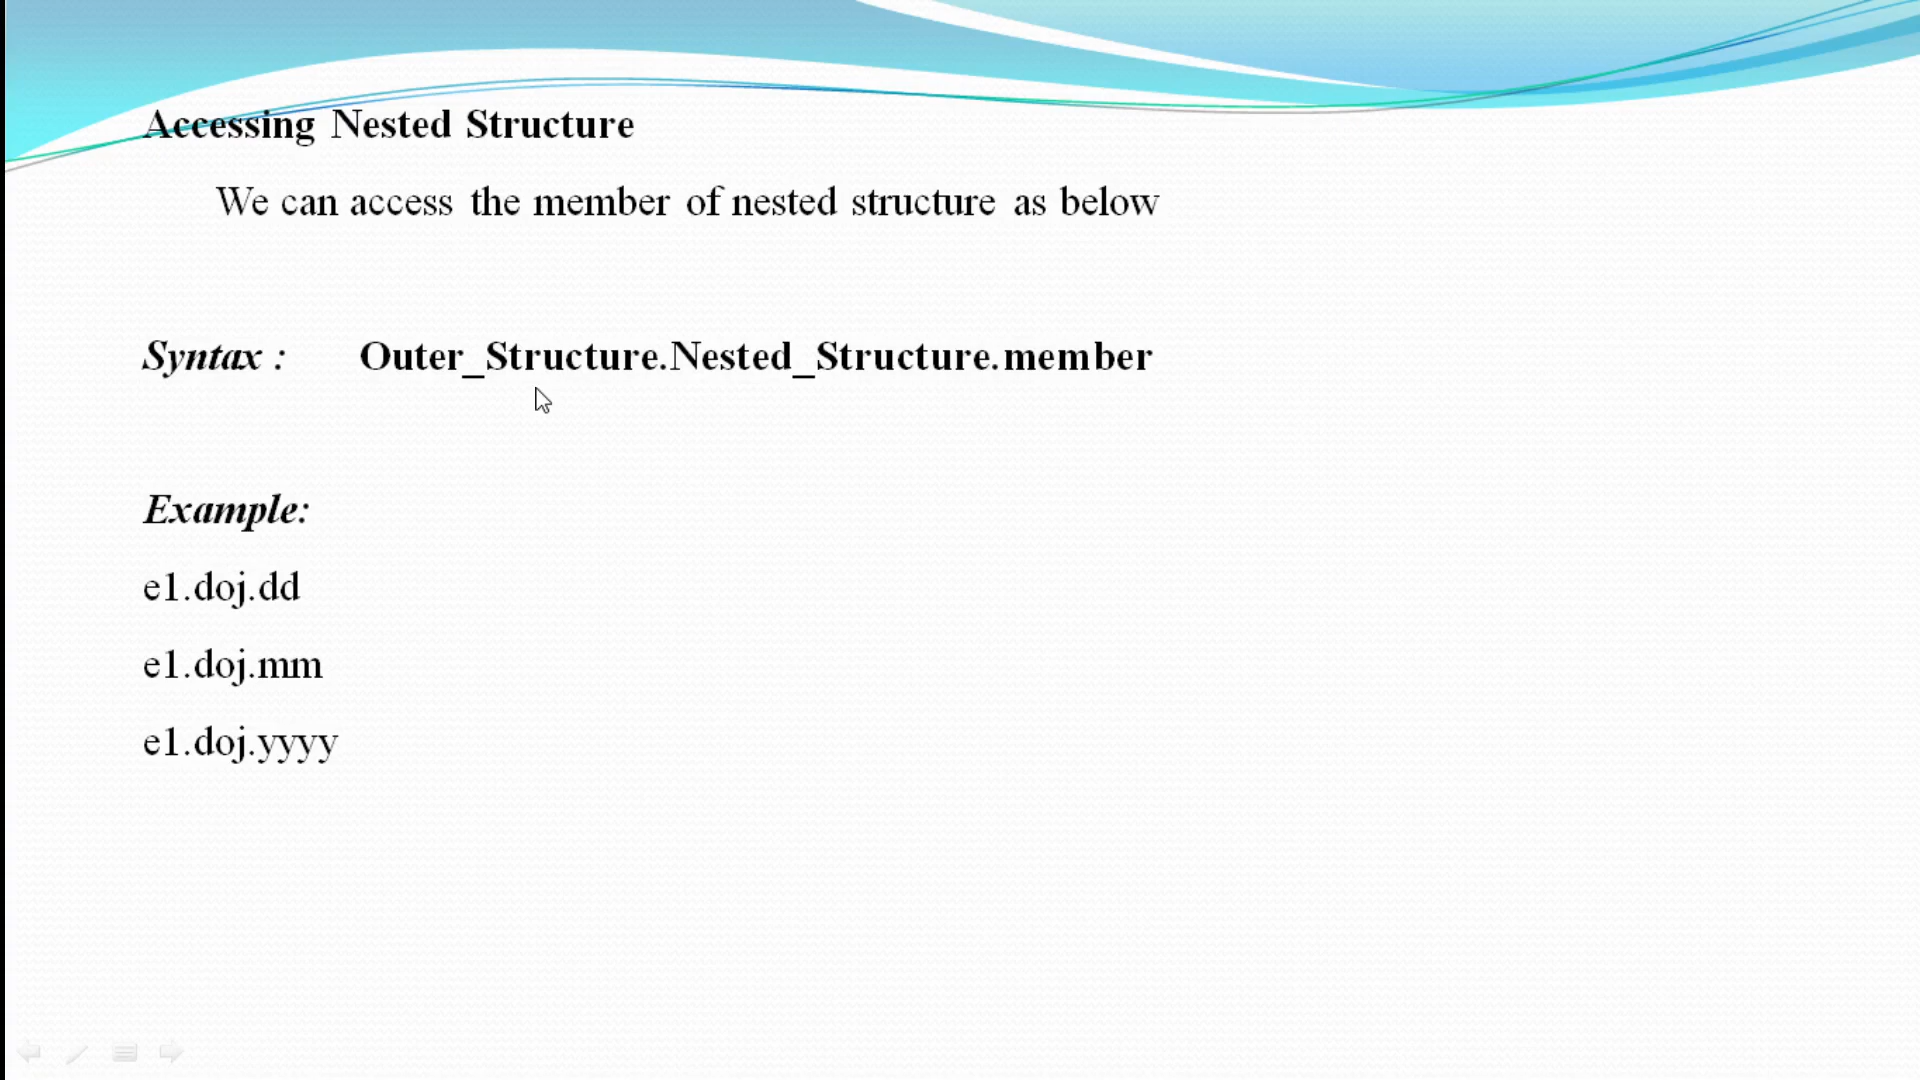 Accessing Nested Structure
We can access the member of nested structure as below
Syntax : Outer_Structure.Nested_Structure.member
Example:
e1.doj.dd
e1.doj.mm
e1.doj.yyyy